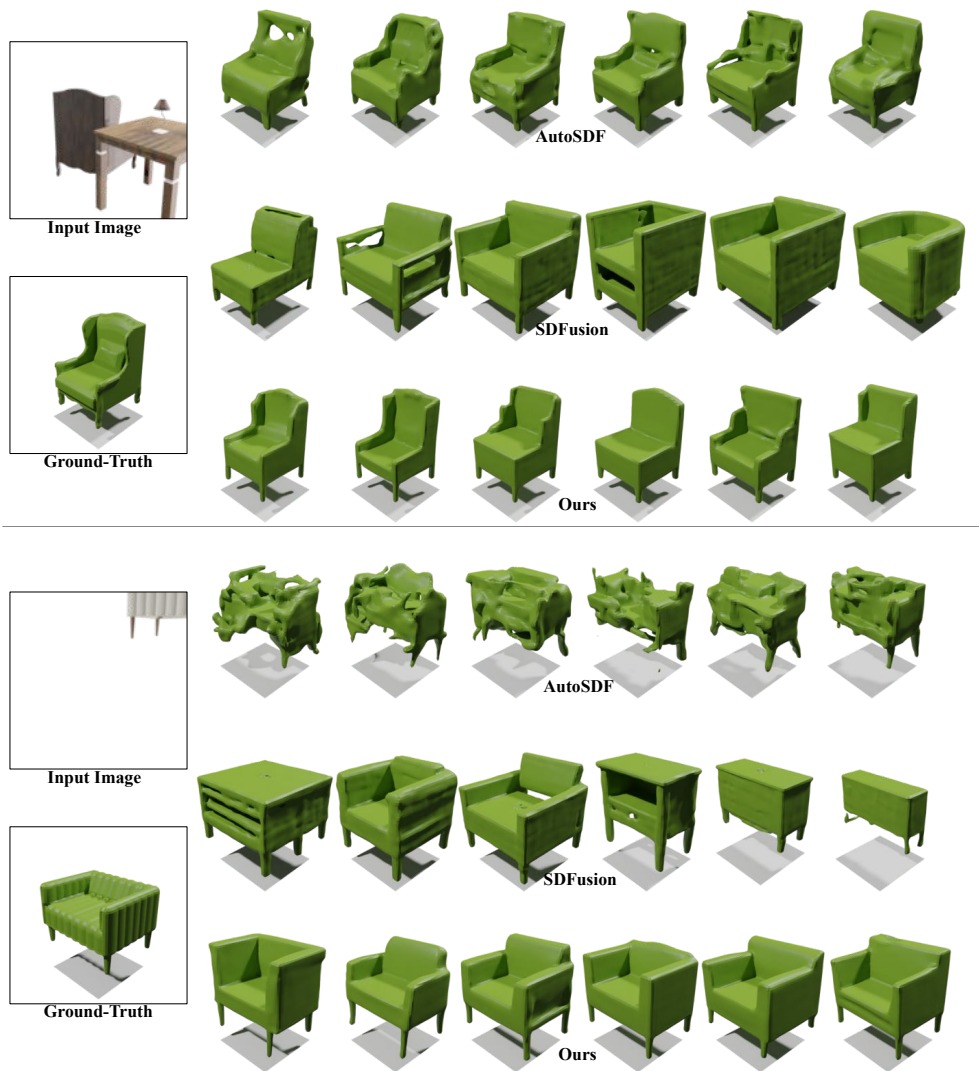 AutoSDF
Input Image
SDFusion
Ground-Truth
Ours
AutoSDF
Input Image
SDFusion
Ground-Truth
Ours